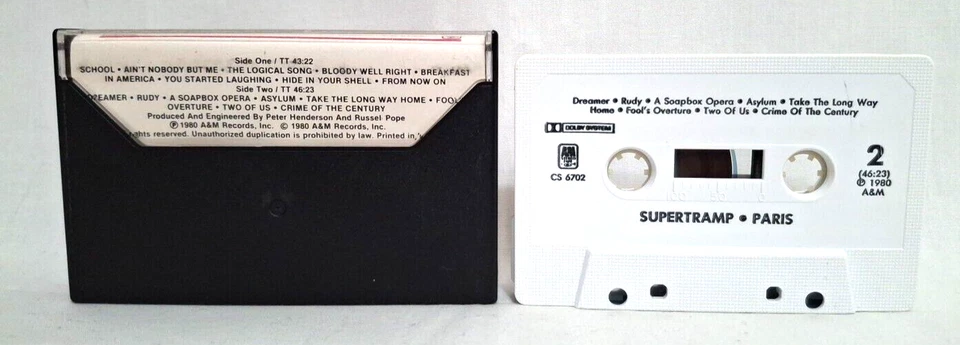 Side One / TT 43:22
SCHOOL • AIN'T NOBODY BUT ME • THE LOGICAL SONG • BLOODY WELL RIGHT • BREAKFAST
IN AMERICA • YOU STARTED LAUGHING • HIDE IN YOUR SHELL • FROM NOW ON
Side Two / TT 46:23
DREAMER • RUDY • A SOAPBOX OPERA • ASYLUM • TAKE THE LONG WAY HOME • FOOL
OVERTURE • TWO OF US • CRIME OF THE CENTURY
Produced And Engineered By Peter Henderson And Russel Pope
℗ 1980 A&M Records, Inc. © 1980 A&M Records, Inc.
hts reserved. Unauthorized duplication is prohibited by law. Printed in
Dreamer • Rudy • A Soapbox Opera • Asylum • Take The Long Way
Home • Fool's Overture • Two Of Us • Crime Of The Century
DOLBY SYSTEM
A&M
CS 6702
2
(46:23)
℗ 1980
A&M
100 50 0
SUPERTRAMP • PARIS